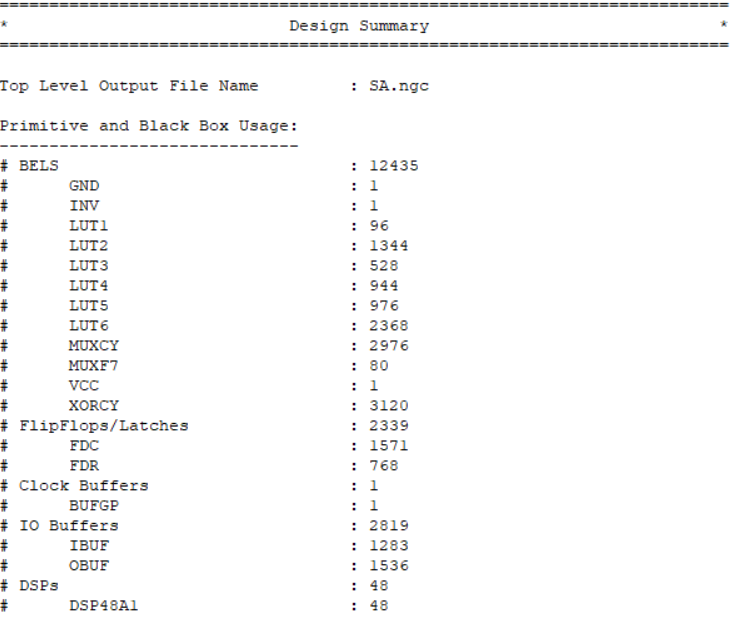 =========================================================================
*                            Design Summary                             *
=========================================================================
Top Level Output File Name         : SA.ngc
Primitive and Black Box Usage:
------------------------------
# BELS                             : 12435
#      GND                         : 1
#      INV                         : 1
#      LUT1                        : 96
#      LUT2                        : 1344
#      LUT3                        : 528
#      LUT4                        : 944
#      LUT5                        : 976
#      LUT6                        : 2368
#      MUXCY                       : 2976
#      MUXF7                       : 80
#      VCC                         : 1
#      XORCY                       : 3120
# FlipFlops/Latches                : 2339
#      FDC                         : 1571
#      FDR                         : 768
# Clock Buffers                    : 1
#      BUFGP                       : 1
# IO Buffers                       : 2819
#      IBUF                        : 1283
#      OBUF                        : 1536
# DSPs                             : 48
#      DSP48A1                     : 48